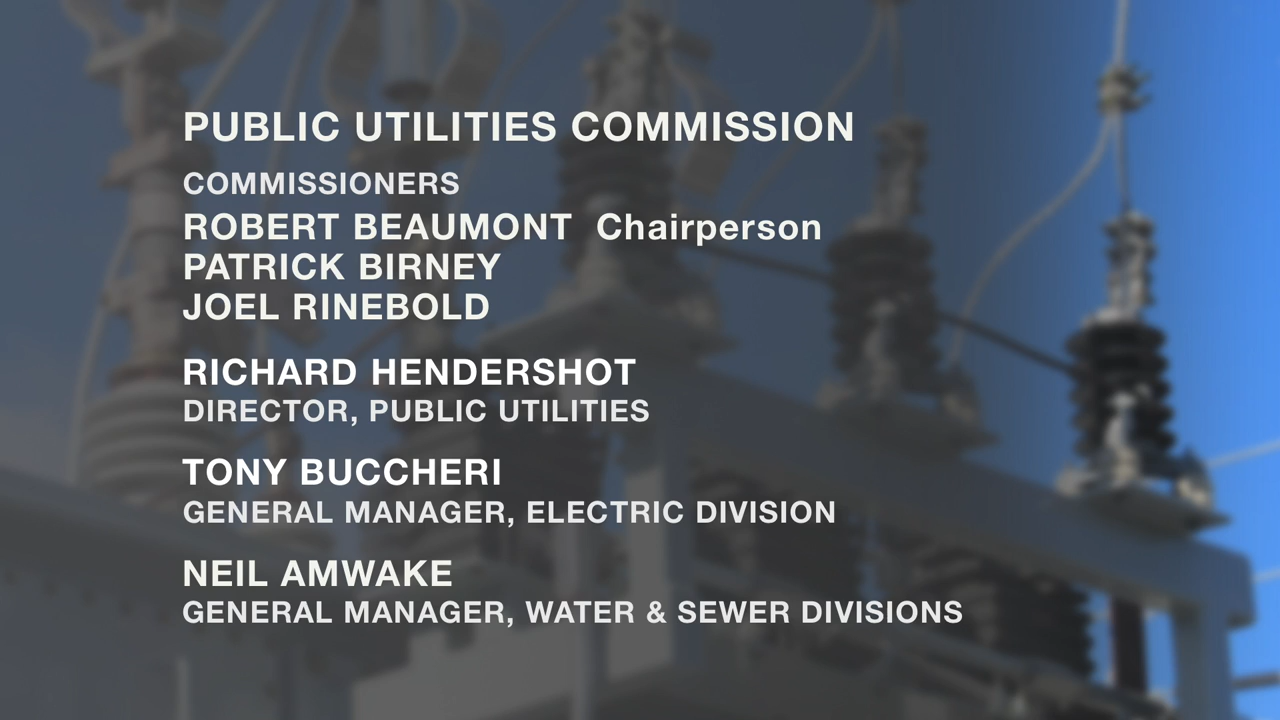 PUBLIC UTILITIES COMMISSION
COMMISSIONERS
ROBERT BEAUMONT Chairperson
PATRICK BIRNEY
JOEL RINEBOLD
RICHARD HENDERSHOT
DIRECTOR, PUBLIC UTILITIES
TONY BUCCHERI
GENERAL MANAGER, ELECTRIC DIVISION
NEIL AMWAKE
GENERAL MANAGER, WATER & SEWER DIVISIONS